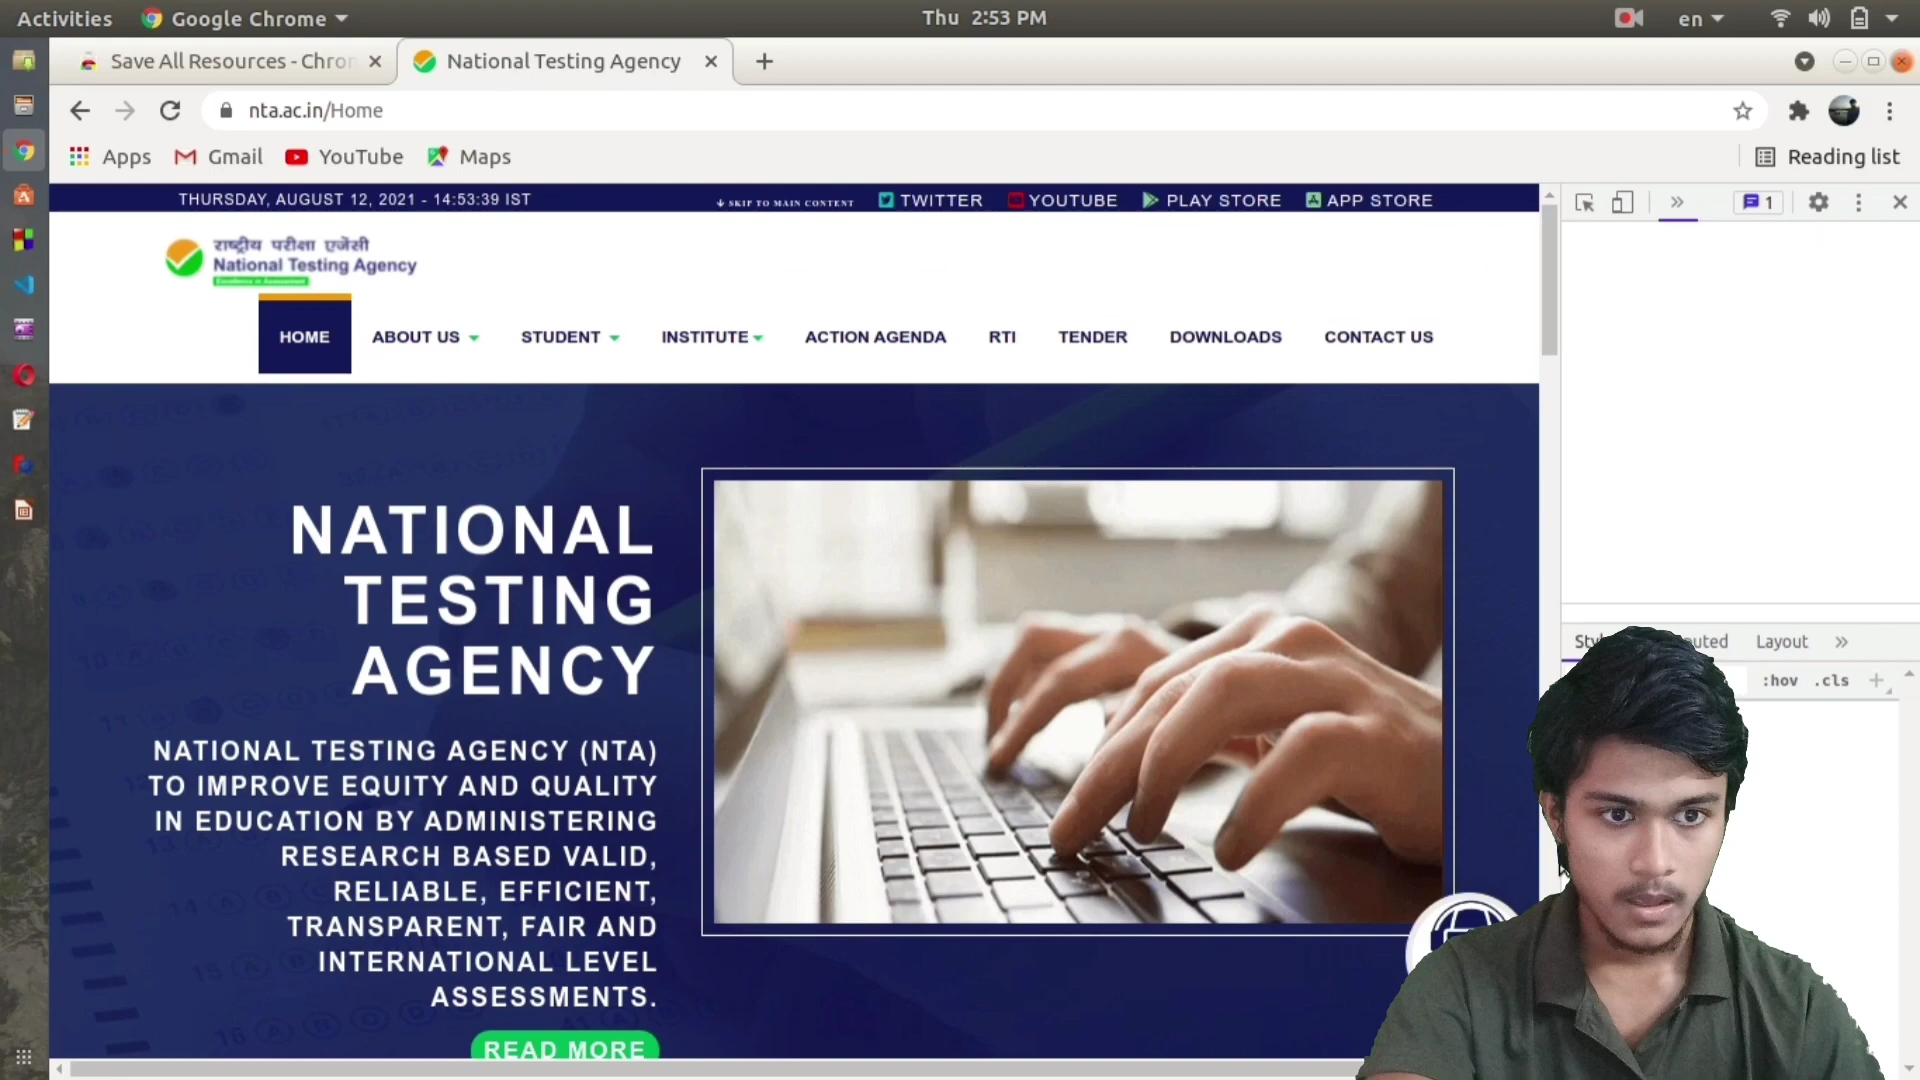 Activities Google Chrome Thu 2:53 PM en
Save All Resources - Chro National Testing Agency
nta.ac.in/Home
Apps Gmail YouTube Maps Reading list
THURSDAY, AUGUST 12, 2021 - 14:53:39 IST SKIP TO MAIN CONTENT TWITTER YOUTUBE PLAY STORE APP STORE
1
राष्ट्रीय परीक्षा एजेंसी
National Testing Agency
Excellence in Assessment
HOME ABOUT US STUDENT INSTITUTE ACTION AGENDA RTI TENDER DOWNLOADS CONTACT US
NATIONAL
TESTING
AGENCY
NATIONAL TESTING AGENCY (NTA)
TO IMPROVE EQUITY AND QUALITY
IN EDUCATION BY ADMINISTERING
RESEARCH BASED VALID,
RELIABLE, EFFICIENT,
TRANSPARENT, FAIR AND
INTERNATIONAL LEVEL
ASSESSMENTS.
READ MORE
Layout
:hov .cls